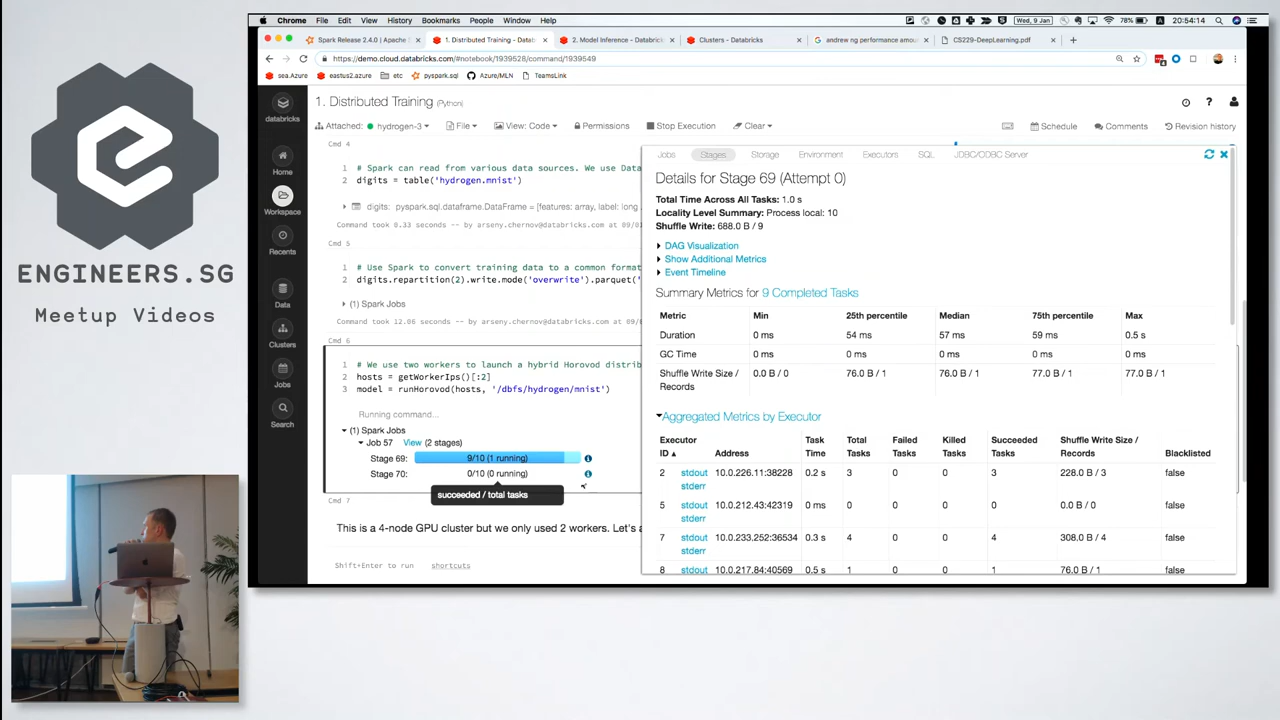 Chrome File Edit View History Bookmarks People Window Help
Wed, 9 Jan 78% 20:54:14
Spark Release 2.4.0 | Apache
1. Distributed Training - Datab
2. Model Inference - Databrick
Clusters - Databricks
andrew ng performance amou
CS229-DeepLearning.pdf
https://demo.cloud.databricks.com/#notebook/1939528/command/1939549
sea.Azure eastus2.azure etc pyspark.sql Azure/MLN TeamsLink
databricks
Home
Workspace
Recents
Data
Clusters
Jobs
Search
1. Distributed Training (Python)
Attached: hydrogen-3 File View: Code Permissions Stop Execution Clear Schedule Comments Revision history
Cmd 4
1 # Spark can read from various data sources. We use Data
2 digits = table('hydrogen.mnist')
digits: pyspark.sql.dataframe.DataFrame = [features: array, label: long
Command took 0.33 seconds -- by arseny.chernov@databricks.com at 09/0
Cmd 5
1 # Use Spark to convert training data to a common format
2 digits.repartition(2).write.mode('overwrite').parquet('
(1) Spark Jobs
Command took 12.06 seconds -- by arseny.chernov@databricks.com at 09/
Cmd 6
1 # We use two workers to launch a hybrid Horovod distrib
2 hosts = getWorkerIps()[:2]
3 model = runHorovod(hosts, '/dbfs/hydrogen/mnist')
Running command...
(1) Spark Jobs
Job 57 View (2 stages)
Stage 69: 9/10 (1 running)
Stage 70: 0/10 (0 running)
succeeded / total tasks
Cmd 7
This is a 4-node GPU cluster but we only used 2 workers. Let's
Shift+Enter to run shortcuts
Jobs Stages Storage Environment Executors SQL JDBC/ODBC Server
Details for Stage 69 (Attempt 0)
Total Time Across All Tasks: 1.0 s
Locality Level Summary: Process local: 10
Shuffle Write: 688.0 B / 9
DAG Visualization
Show Additional Metrics
Event Timeline
Summary Metrics for 9 Completed Tasks
Metric Min 25th percentile Median 75th percentile Max
Duration 0 ms 54 ms 57 ms 59 ms 0.5 s
GC Time 0 ms 0 ms 0 ms 0 ms 0 ms
Shuffle Write Size / Records 0.0 B / 0 76.0 B / 1 76.0 B / 1 77.0 B / 1 77.0 B / 1
Aggregated Metrics by Executor
Executor ID Address Task Time Total Tasks Failed Tasks Killed Tasks Succeeded Tasks Shuffle Write Size / Records Blacklisted
2 stdout stderr 10.0.226.11:38228 0.2 s 3 0 0 3 228.0 B / 3 false
5 stdout stderr 10.0.212.43:42319 0 ms 0 0 0 0 0.0 B / 0 false
7 stdout stderr 10.0.233.252:36534 0.3 s 4 0 0 4 308.0 B / 4 false
8 stdout 10.0.217.84:40569 0.5 s 1 0 0 1 76.0 B / 1 false
ENGINEERS.SG
Meetup Videos